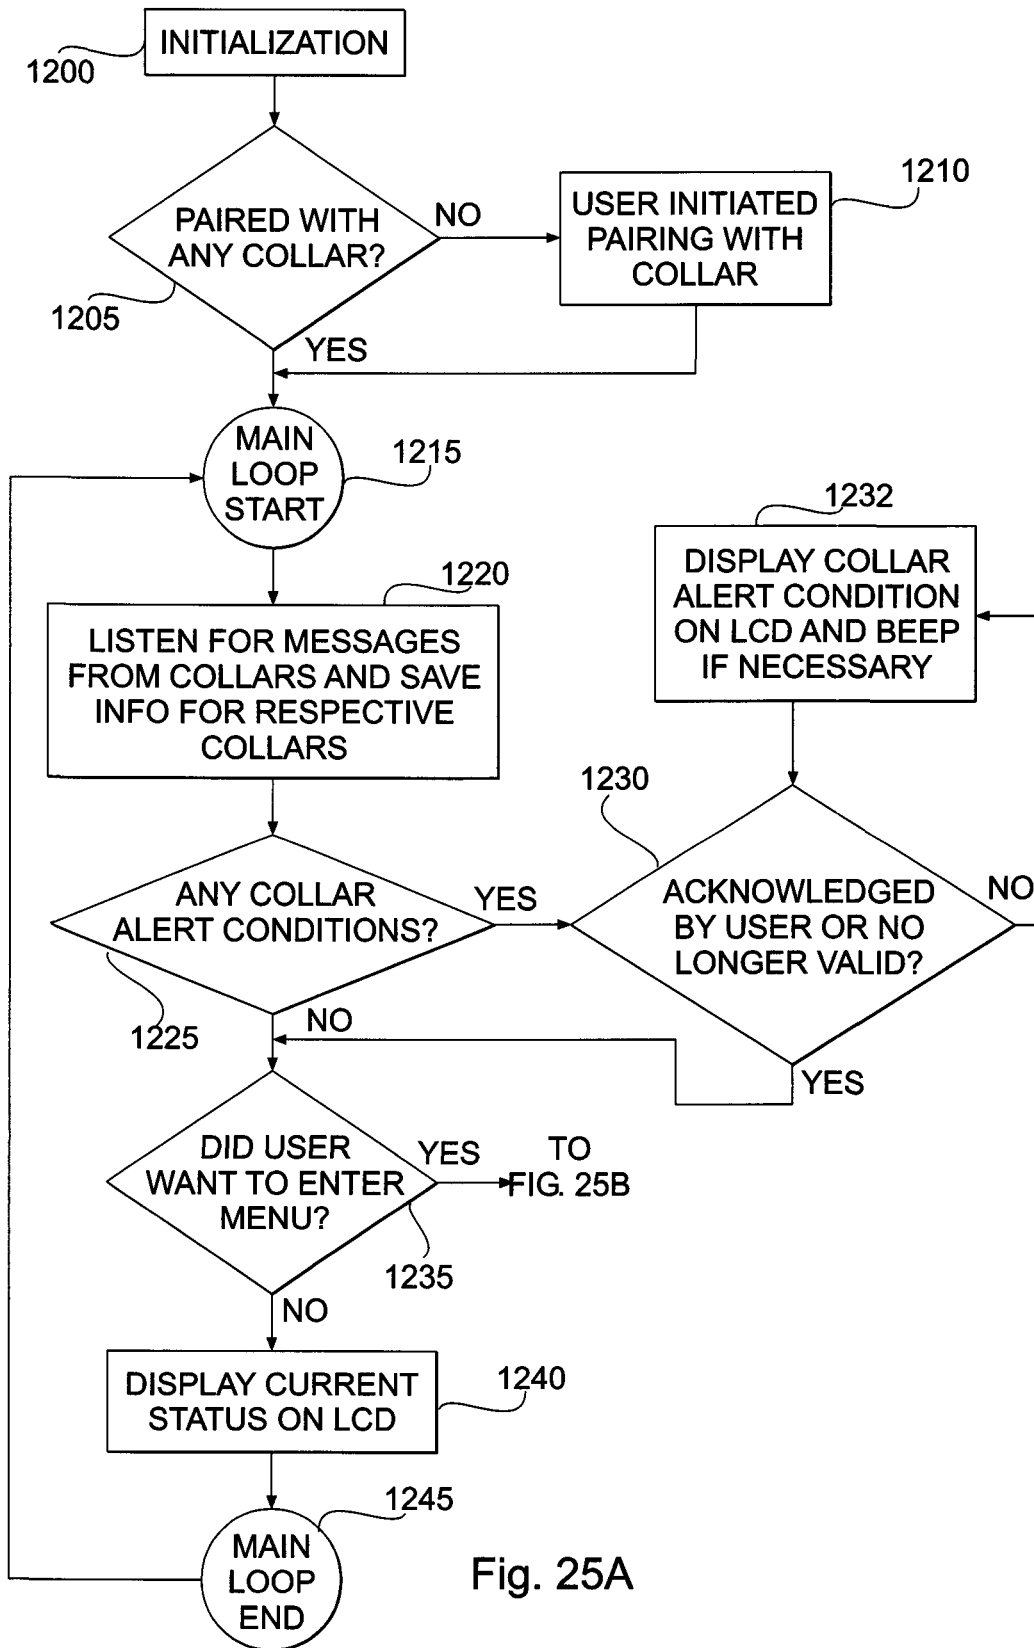 INITIALIZATION
1200
PAIRED WITH
ANY COLLAR?
1205
NO
USER INITIATED
PAIRING WITH
COLLAR
1210
YES
MAIN
LOOP
START
1215
1220
LISTEN FOR MESSAGES
FROM COLLARS AND SAVE
INFO FOR RESPECTIVE
COLLARS
1232
DISPLAY COLLAR
ALERT CONDITION
ON LCD AND BEEP
IF NECESSARY
ANY COLLAR
ALERT CONDITIONS?
1225
YES
1230
ACKNOWLEDGED
BY USER OR NO
LONGER VALID?
NO
NO
YES
DID USER
WANT TO ENTER
MENU?
YES
TO
FIG. 25B
1235
NO
DISPLAY CURRENT
STATUS ON LCD
1240
1245
MAIN
LOOP
END
Fig. 25A